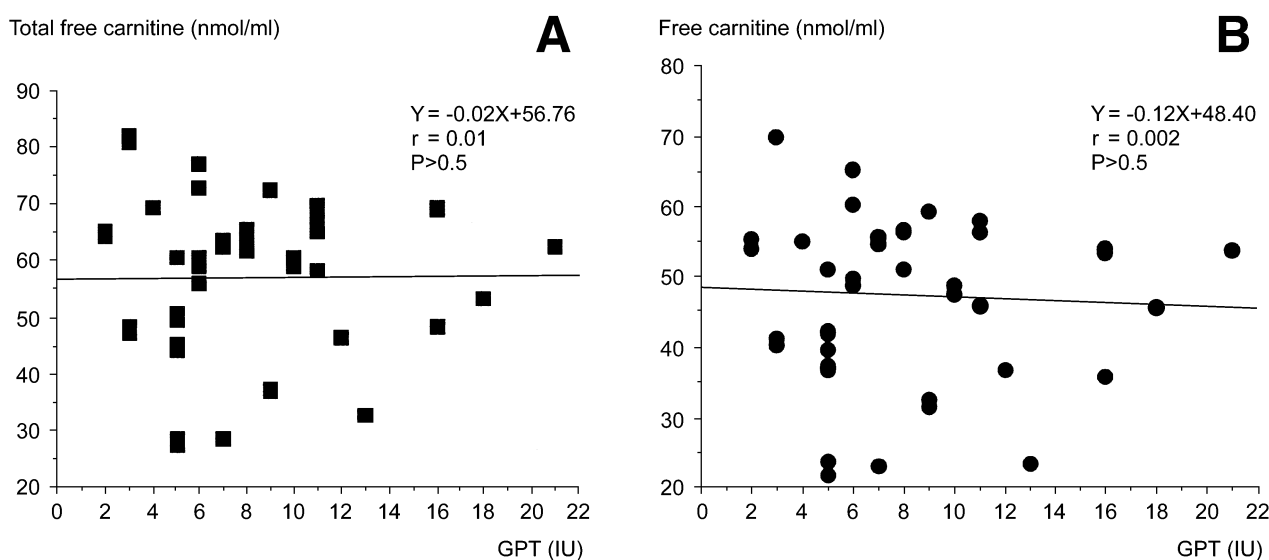 Total free carnitine (nmol/ml)
A
Y = -0.02X+56.76
r = 0.01
P>0.5
90
80
70
60
50
40
30
20
0 2 4 6 8 10 12 14 16 18 20 22
GPT (IU)
Free carnitine (nmol/ml)
B
Y = -0.12X+48.40
r = 0.002
P>0.5
80
70
60
50
40
30
20
0 2 4 6 8 10 12 14 16 18 20 22
GPT (IU)